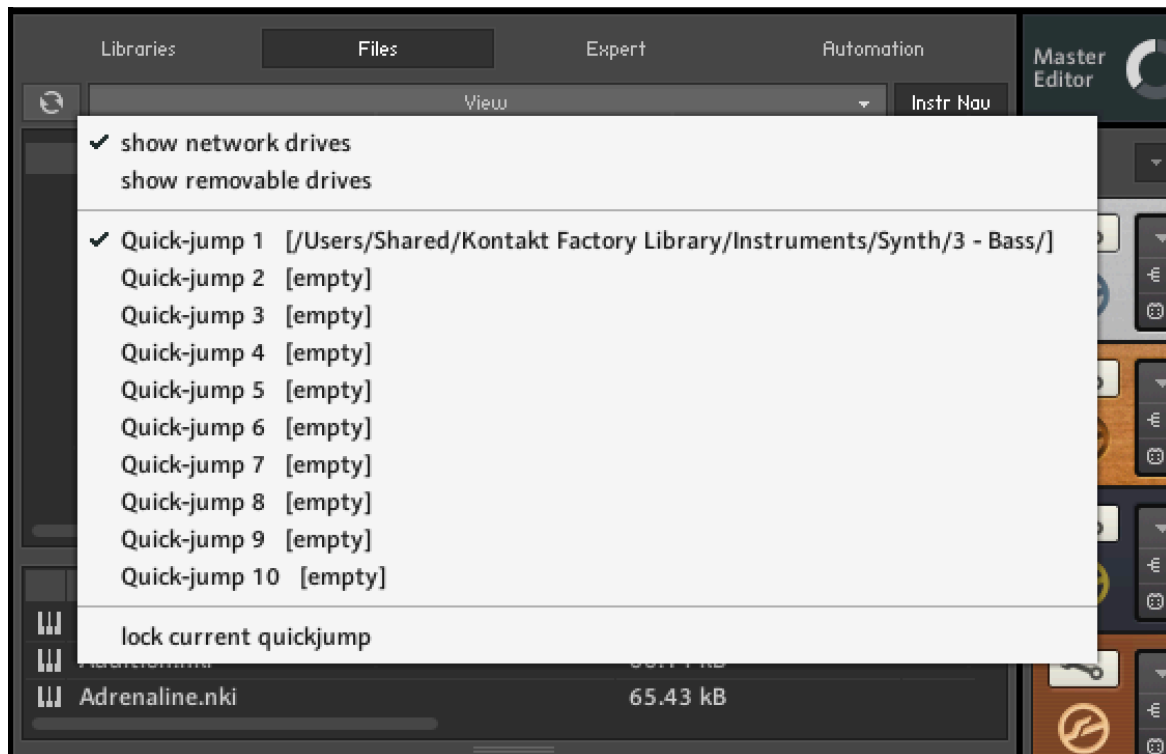 Libraries Files Expert Automation
Master
Editor
View Instr Nav
✓ show network drives
show removable drives
✓ Quick-jump 1 [/Users/Shared/Kontakt Factory Library/Instruments/Synth/3 - Bass/]
Quick-jump 2 [empty]
Quick-jump 3 [empty]
Quick-jump 4 [empty]
Quick-jump 5 [empty]
Quick-jump 6 [empty]
Quick-jump 7 [empty]
Quick-jump 8 [empty]
Quick-jump 9 [empty]
Quick-jump 10 [empty]
lock current quickjump
Adrenaline.nki 65.43 kB